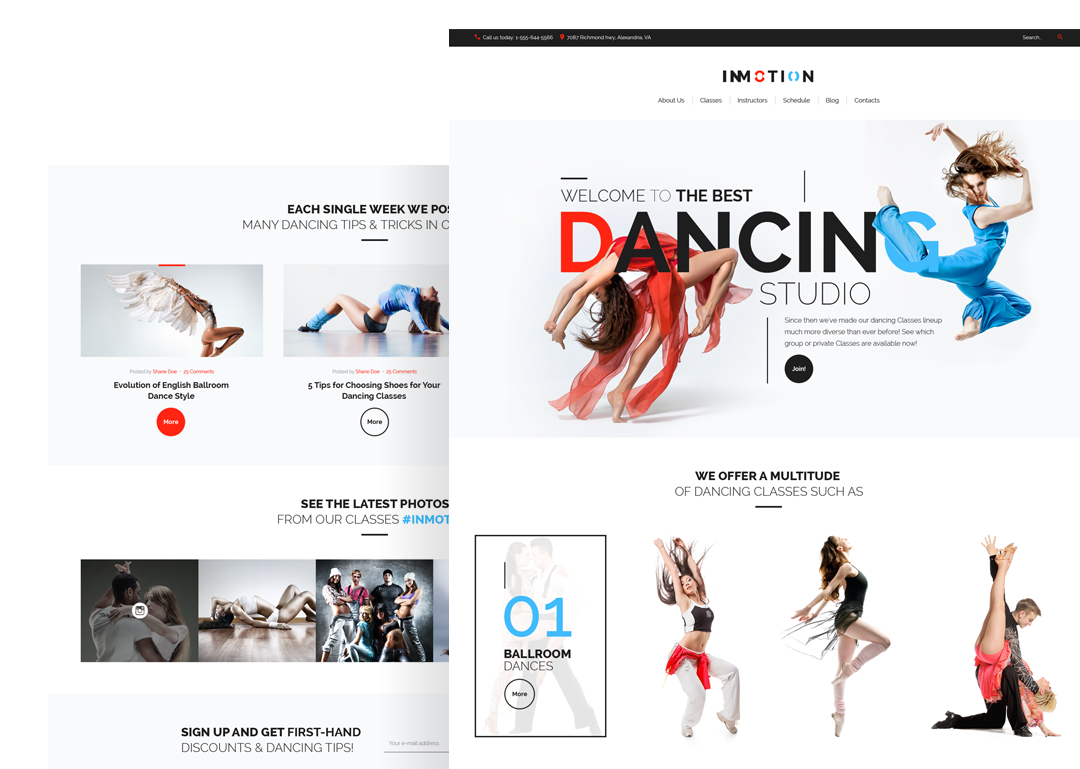 Call us today: 1-555-644-5566
7087 Richmond hwy, Alexandria, VA
Search...
INMOTION
About Us
Classes
Instructors
Schedule
Blog
Contacts
WELCOME TO THE BEST
DANCING
STUDIO
Since then we've made our dancing Classes lineup
much more diverse than ever before! See which
group or private Classes are available now!
Join!
WE OFFER A MULTITUDE
OF DANCING CLASSES SUCH AS
01
BALLROOM
DANCES
More
EACH SINGLE WEEK WE POS
MANY DANCING TIPS & TRICKS IN
Posted by Shane Doe - 25 Comments
Evolution of English Ballroom
Dance Style
More
Posted by Shane Doe - 25 Comments
5 Tips for Choosing Shoes for Your
Dancing Classes
More
SEE THE LATEST PHOTOS
FROM OUR CLASSES #INMOT
SIGN UP AND GET FIRST-HAND
DISCOUNTS & DANCING TIPS!
Your e-mail address